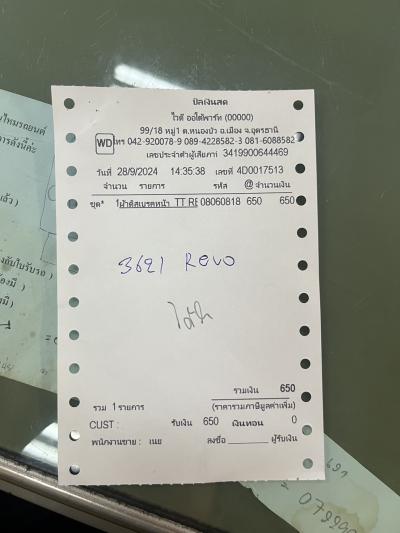 บิลเงินสด
ไวดี ออโต้พาร์ท (00000)
99/18 หมู่1 ต.หนองบัว อ.เมือง จ.อุดรธานี
WD โทร 042-920078-9 089-4228582-3 081-6088582
เลขประจำตัวผู้เสียภาษี 3419900644469
วันที่ 28/9/2024 14:35:38 เลขที่ 4D0017513
จำนวน รายการ รหัส @ จำนวนเงิน
ชุด* 1 ผ้าดิสเบรคหน้า TT RE 08060818 650 650
3621 Revo
รวมเงิน 650
รวม 1 รายการ (ราคารวมภาษีมูลค่าเพิ่ม)
CUST : รับเงิน 650 เงินทอน 0
พนักงานขาย : เนย ลงชื่อ ________ ผู้รับเงิน